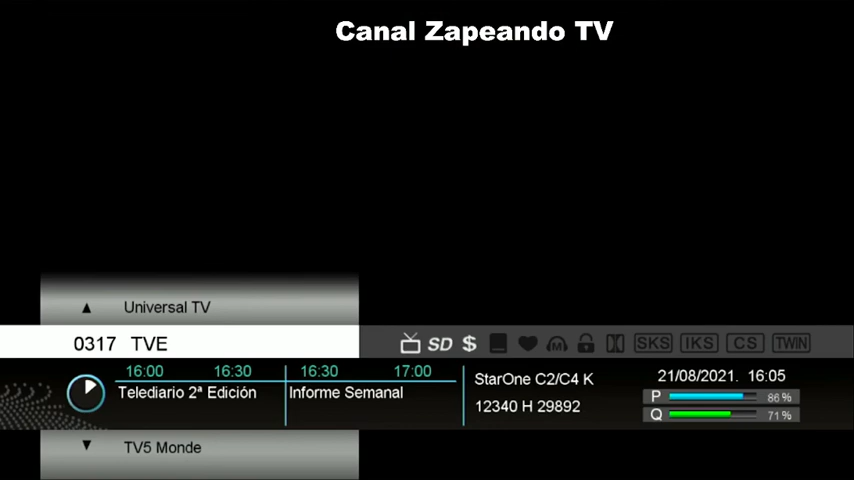 Canal Zapeando TV
Universal TV
0317 TVE
SD $ SKS IKS CS TWIN
16:00 16:30 16:30 17:00
Telediario 2ª Edición Informe Semanal
StarOne C2/C4 K
12340 H 29892
21/08/2021. 16:05
P 86%
Q 71%
TV5 Monde